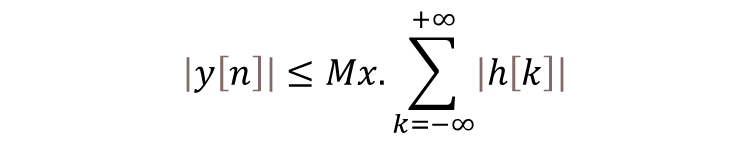 |y[n]| ≤ Mx. ∑_{k=−∞}^{+∞} |h[k]|